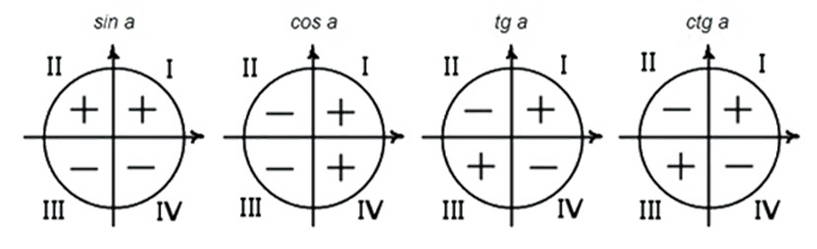 sin a cos a tg a ctg a
II I II I II I II I
+ + − + − + − +
− − − + + − + −
III IV III IV III IV III IV